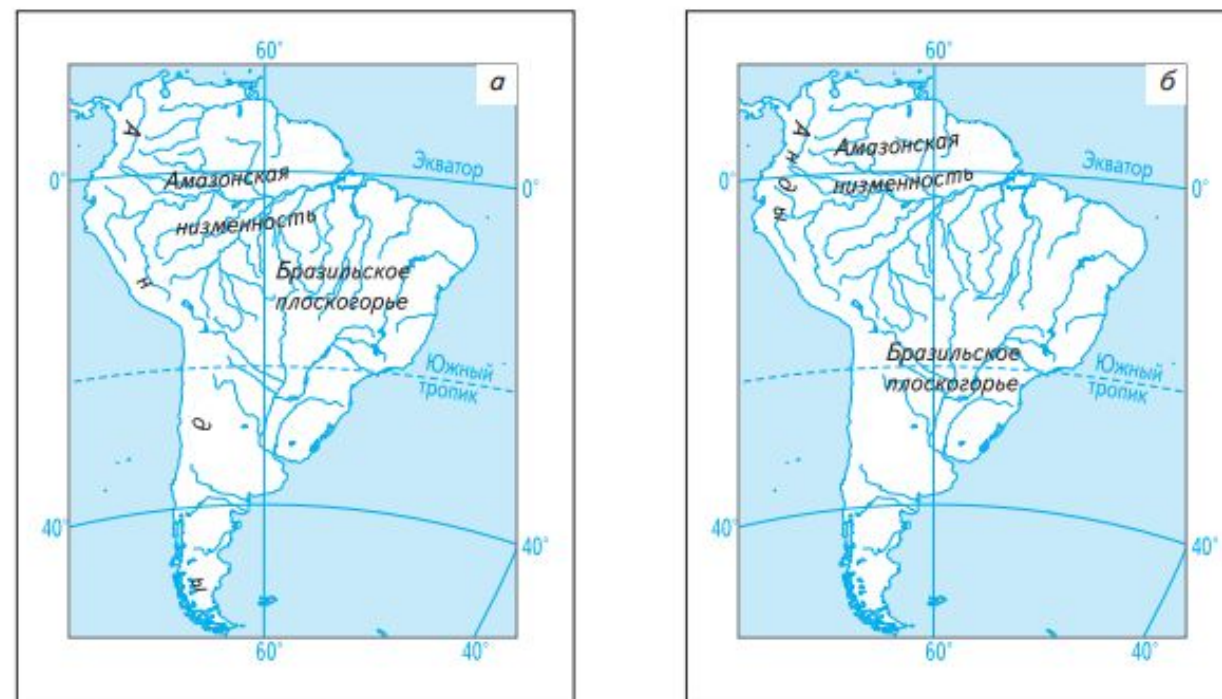 60°
а
А
Экватор
0°
Амазонская
0°
низменность
Бразильское
плоскогорье
н
Южный
тропик
д
40°
40°
ы
60°
40°
60°
б
А
н
д
ы
Амазонская
Экватор
0°
низменность
0°
Бразильское
плоскогорье
Южный
тропик
40°
40°
60°
40°